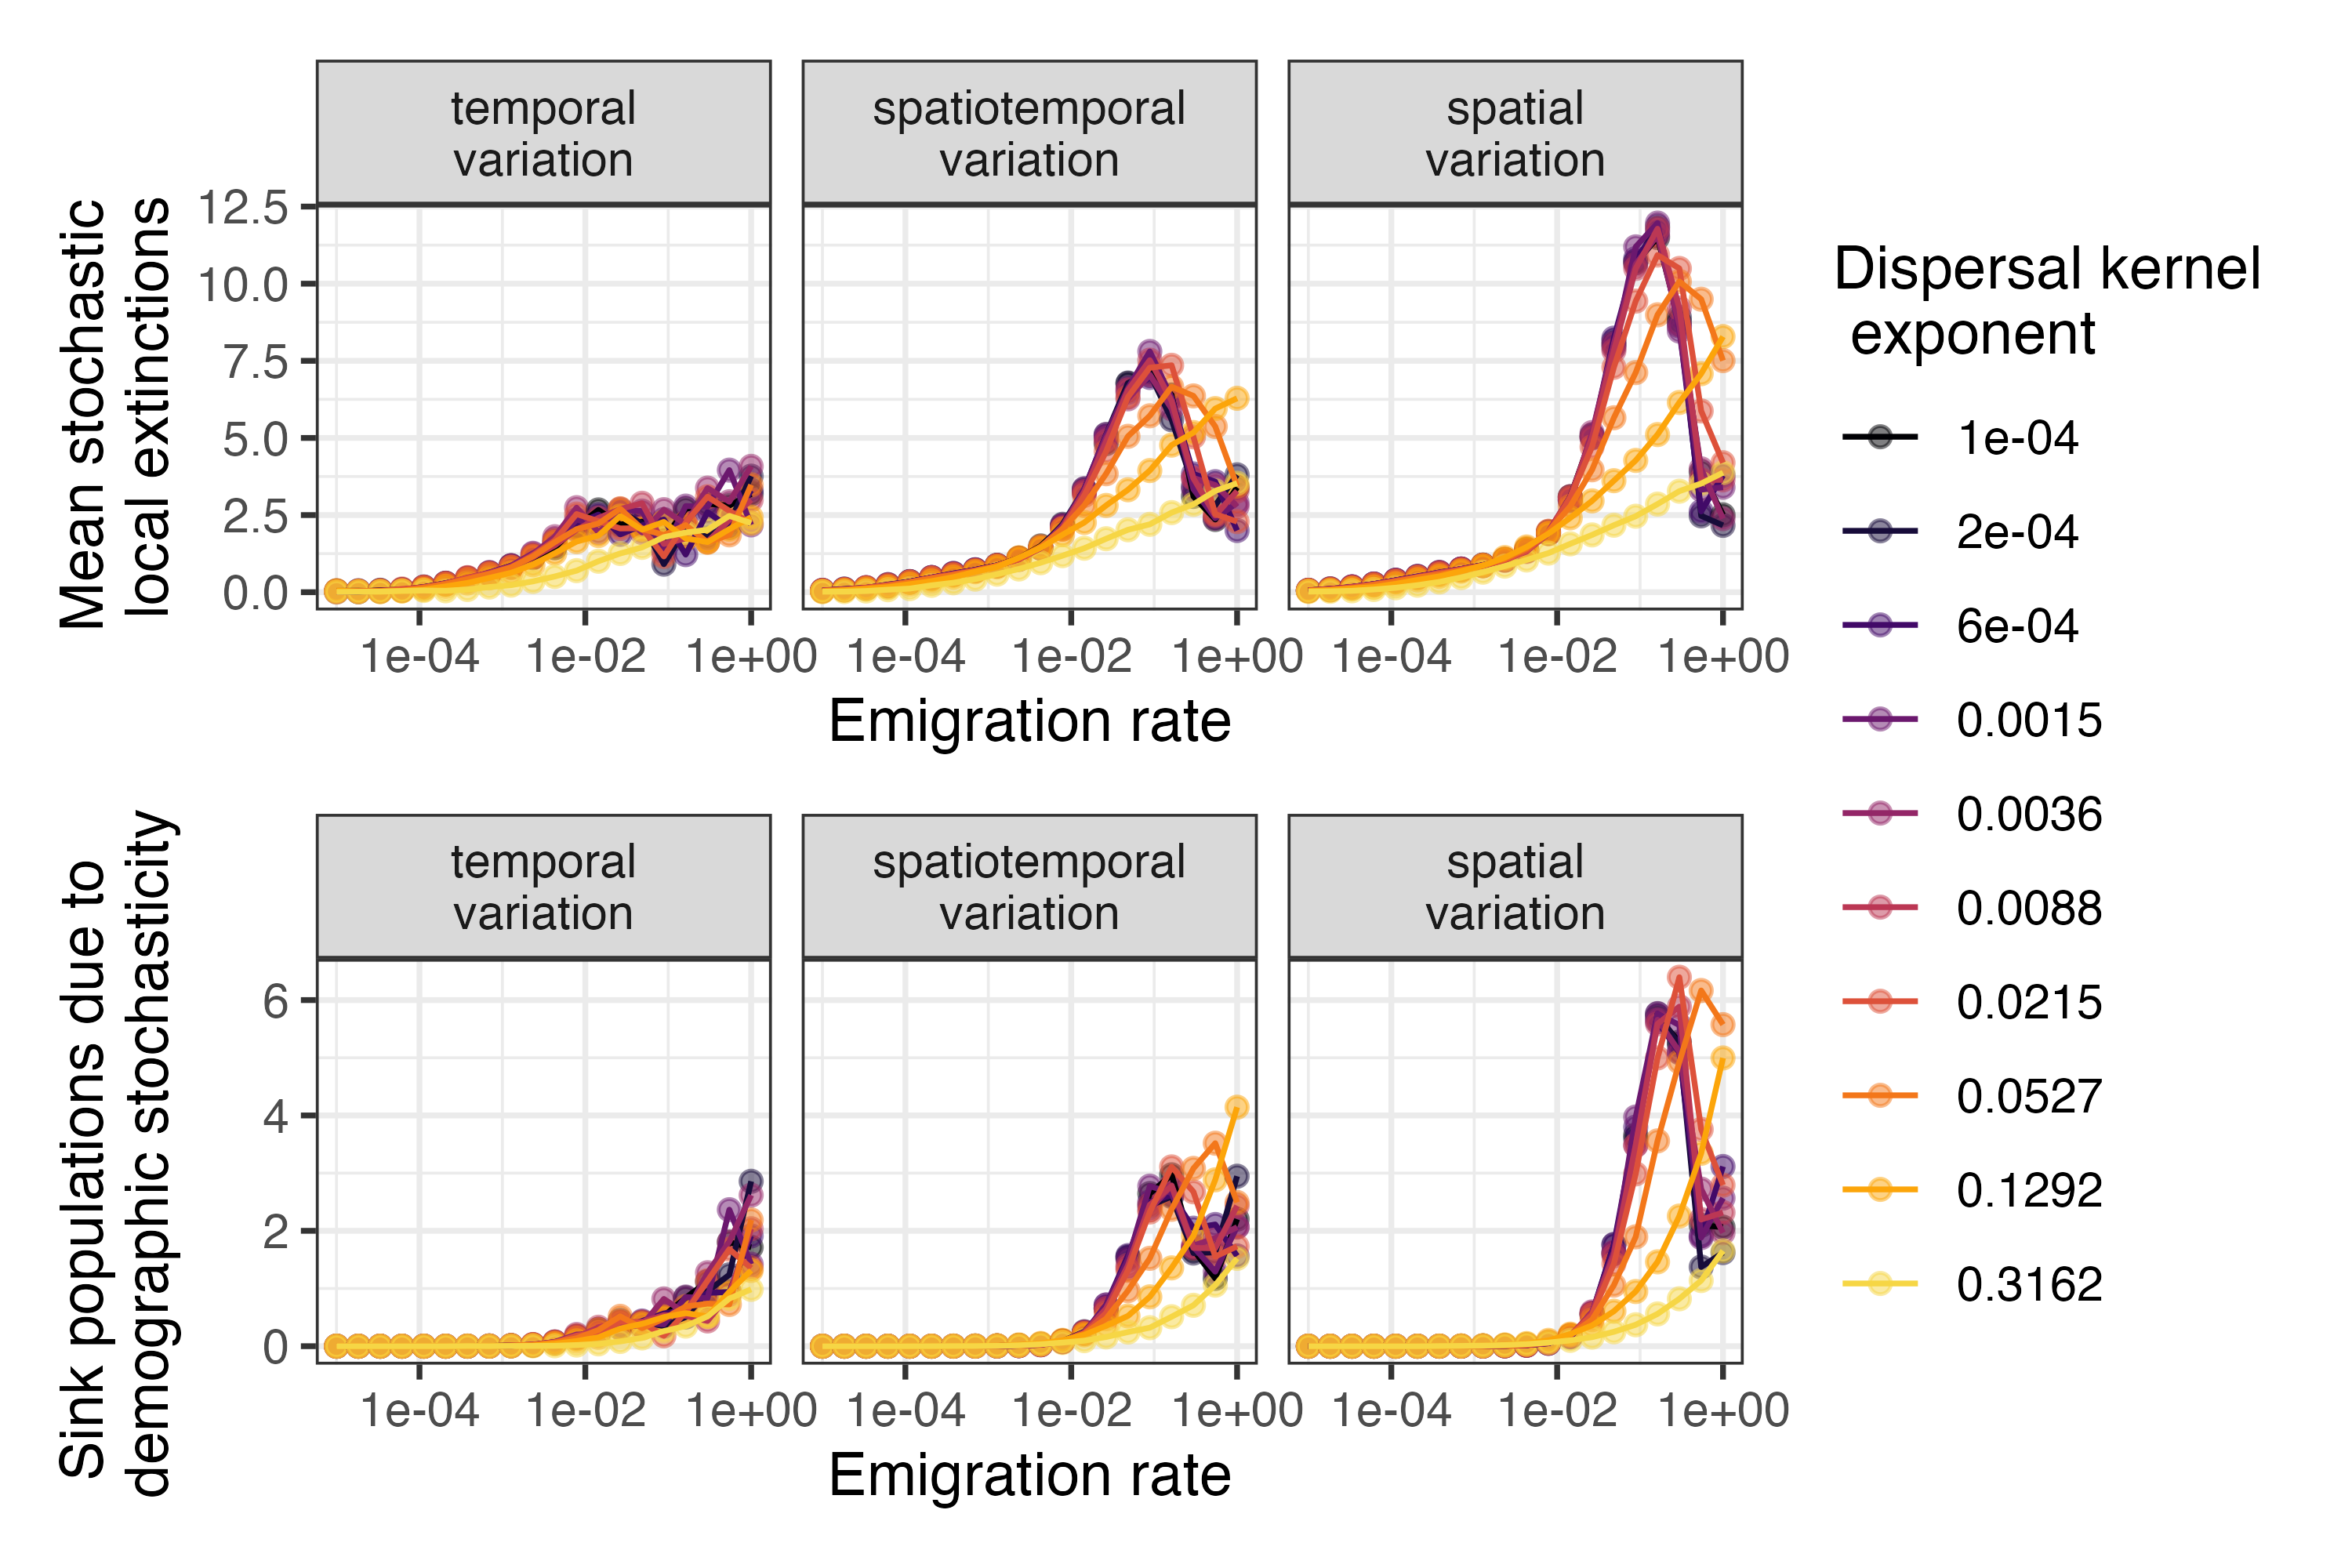 temporal
variation
spatiotemporal
variation
spatial
variation
Mean stochastic
local extinctions
12.5
10.0
7.5
5.0
2.5
0.0
1e-04 1e-02 1e+00
1e-04 1e-02 1e+00
1e-04 1e-02 1e+00
Emigration rate
temporal
variation
spatiotemporal
variation
spatial
variation
Sink populations due to
demographic stochasticity
6
4
2
0
1e-04 1e-02 1e+00
1e-04 1e-02 1e+00
1e-04 1e-02 1e+00
Emigration rate
Dispersal kernel
exponent
1e-04
2e-04
6e-04
0.0015
0.0036
0.0088
0.0215
0.0527
0.1292
0.3162